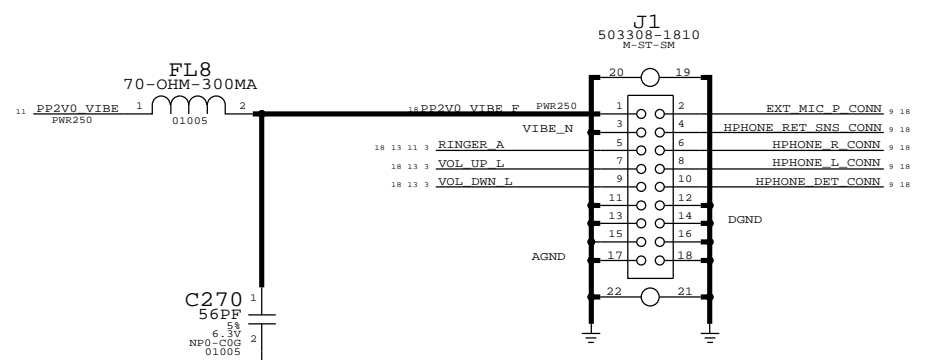 J1
503308-1810
M-ST-SM
FL8
70-OHM-300MA
20 19
11 PP2V0_VIBE 1 2
PWR250
01005
18 PP2V0_VIBE_F PWR250 1 2 EXT_MIC_P_CONN 9 18
VIBE_N 3 4 HPHONE_RET_SNS_CONN 9 18
18 13 11 3 RINGER_A 5 6 HPHONE_R_CONN 9 18
18 13 3 VOL_UP_L 7 8 HPHONE_L_CONN 9 18
18 13 3 VOL_DWN_L 9 10 HPHONE_DET_CONN 9 18
11 12
13 14 DGND
15 16
AGND 17 18
22 21
C270 1
56PF
5%
6.3V 2
NP0-C0G
01005